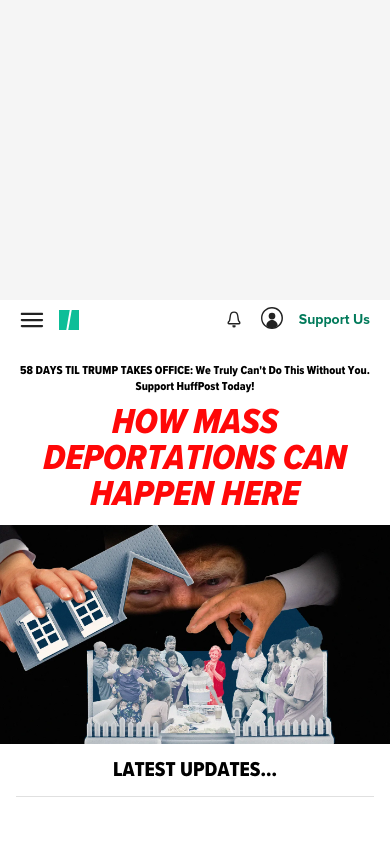 Support Us
58 DAYS TIL TRUMP TAKES OFFICE: We Truly Can't Do This Without You.
Support HuffPost Today!
HOW MASS
DEPORTATIONS CAN
HAPPEN HERE
LATEST UPDATES...